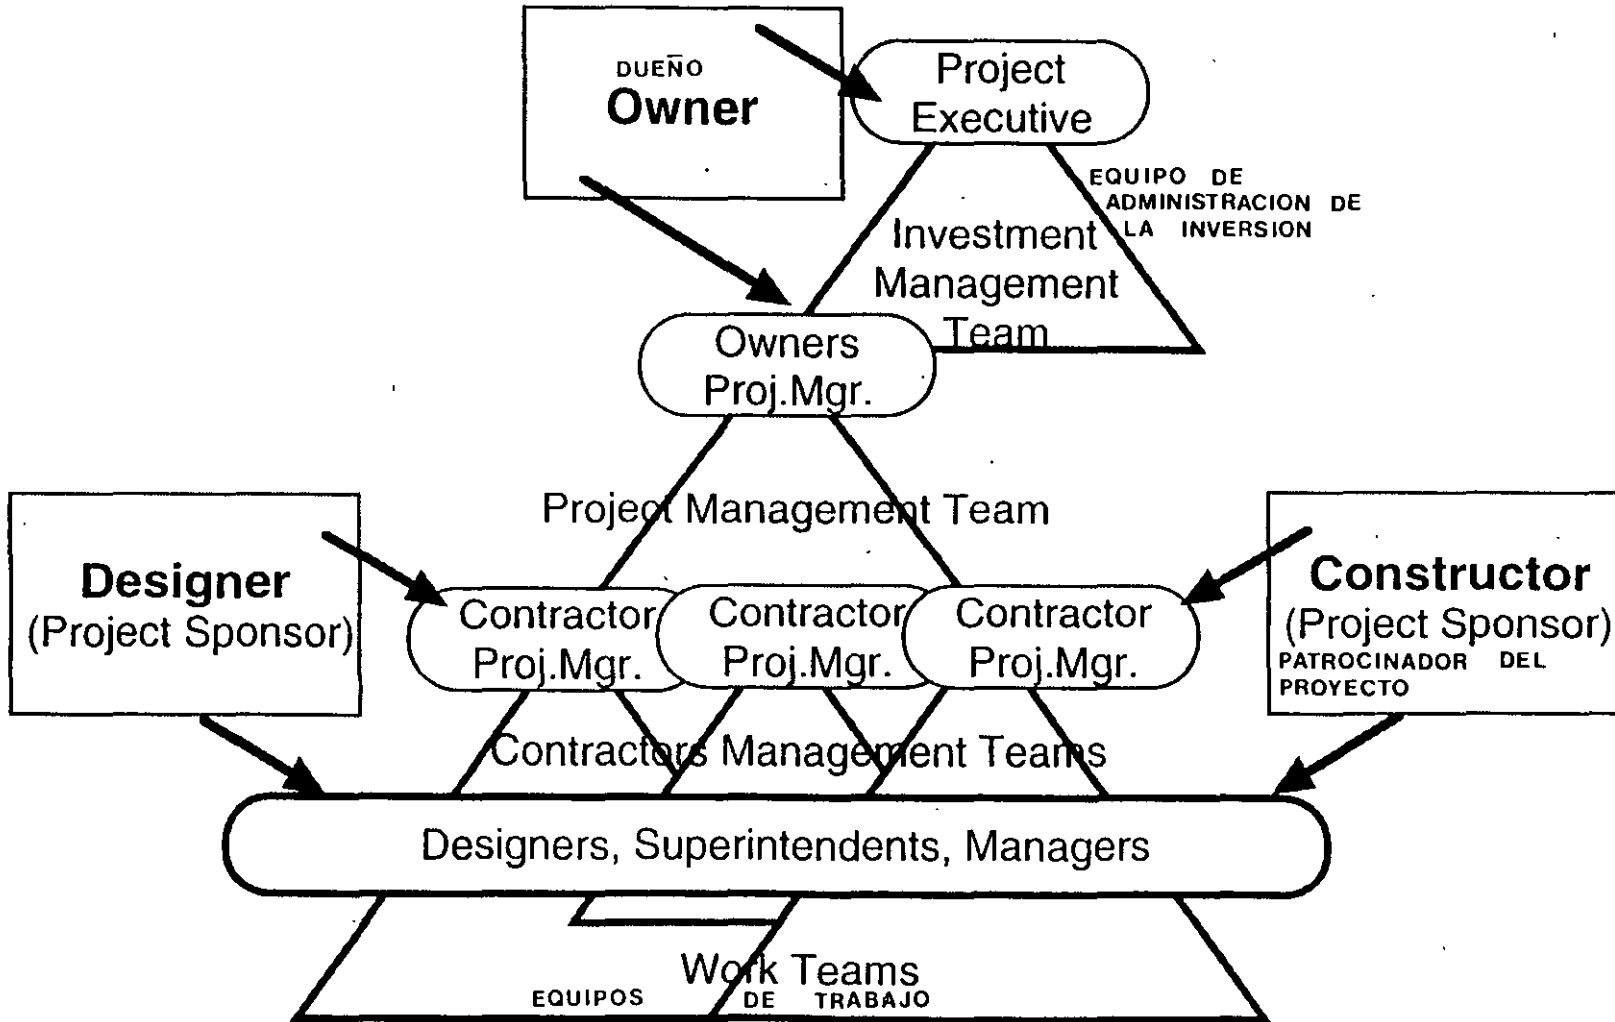 DUEÑO
Owner
Project
Executive
EQUIPO DE
ADMINISTRACION DE
LA INVERSION
Investment
Management
Team
Owners
Proj.Mgr.
Project Management Team
Designer
(Project Sponsor)
Contractor
Proj.Mgr.
Contractor
Proj.Mgr.
Contractor
Proj.Mgr.
Constructor
(Project Sponsor)
PATROCINADOR DEL
PROYECTO
Contractors Management Teams
Designers, Superintendents, Managers
Work Teams
EQUIPOS DE TRABAJO